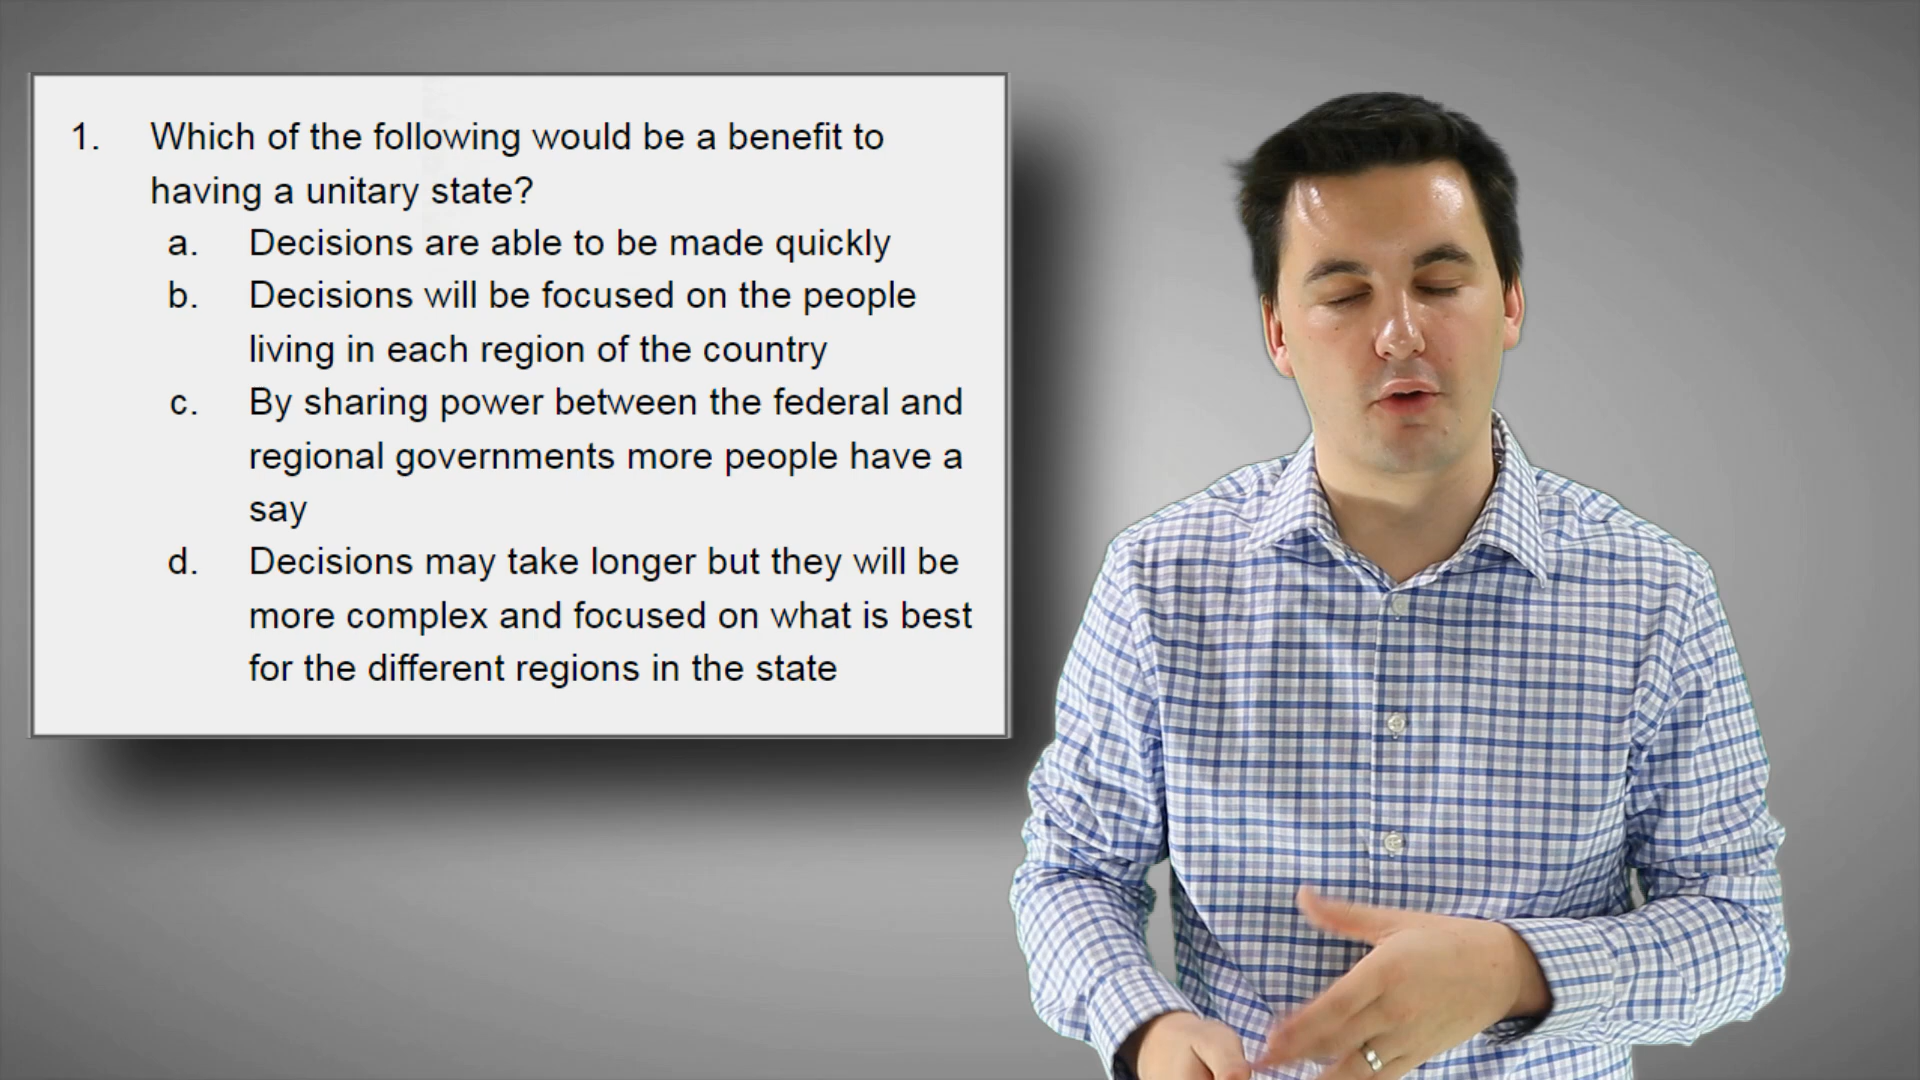 1. Which of the following would be a benefit to
having a unitary state?
a. Decisions are able to be made quickly
b. Decisions will be focused on the people
living in each region of the country
c. By sharing power between the federal and
regional governments more people have a
say
d. Decisions may take longer but they will be
more complex and focused on what is best
for the different regions in the state